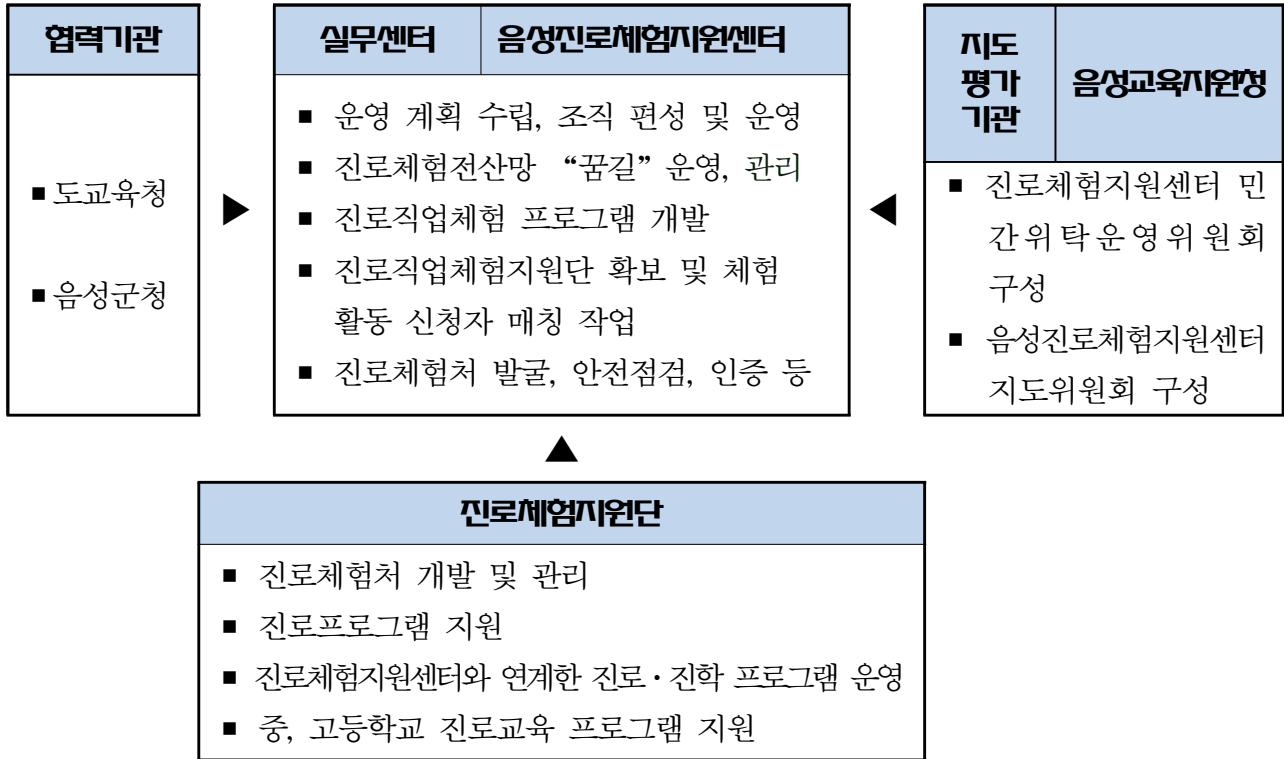 협력기관
■ 도교육청
■ 음성군청
▶
실무센터 음성진로체험지원센터
■ 운영 계획 수립, 조직 편성 및 운영
■ 진로체험전산망 “꿈길” 운영, 관리
■ 진로직업체험 프로그램 개발
■ 진로직업체험지원단 확보 및 체험
활동 신청자 매칭 작업
■ 진로체험처 발굴, 안전점검, 인증 등
◀
지도
평가
기관
음성교육지원청
■ 진로체험지원센터 민
간위탁운영위원회
구성
■ 음성진로체험지원센터
지도위원회 구성
▲
진로체험지원단
■ 진로체험처 개발 및 관리
■ 진로프로그램 지원
■ 진로체험지원센터와 연계한 진로·진학 프로그램 운영
■ 중, 고등학교 진로교육 프로그램 지원